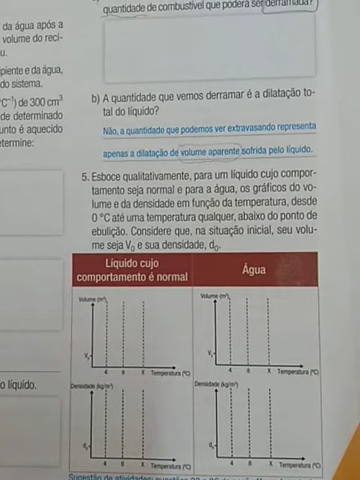 quantidade de combustível que poderá ser derramada?
da água após a
volume do reci-
u.
piente e da água,
do sistema.
°C⁻¹) de 300 cm³
de determinado
unto é aquecido
etermine:
b) A quantidade que vemos derramar é a dilatação to-
tal do líquido?
Não, a quantidade que podemos ver extravasando representa
apenas a dilatação de volume aparente sofrida pelo líquido.
5. Esboce qualitativamente, para um líquido cujo compor-
tamento seja normal e para a água, os gráficos do vo-
lume e da densidade em função da temperatura, desde
0 °C até uma temperatura qualquer, abaixo do ponto de
ebulição. Considere que, na situação inicial, seu volu-
me seja V₀ e sua densidade, d₀.
Líquido cujo
comportamento é normal
Água
Volume (m³)
V₀
4 8 X Temperatura (°C)
Volume (m³)
V₀
4 8 X Temperatura (°C)
o líquido.
Densidade (kg/m³)
d₀
4 8 X Temperatura (°C)
Densidade (kg/m³)
d₀
4 8 X Temperatura (°C)
Sugestão de atividades: questões